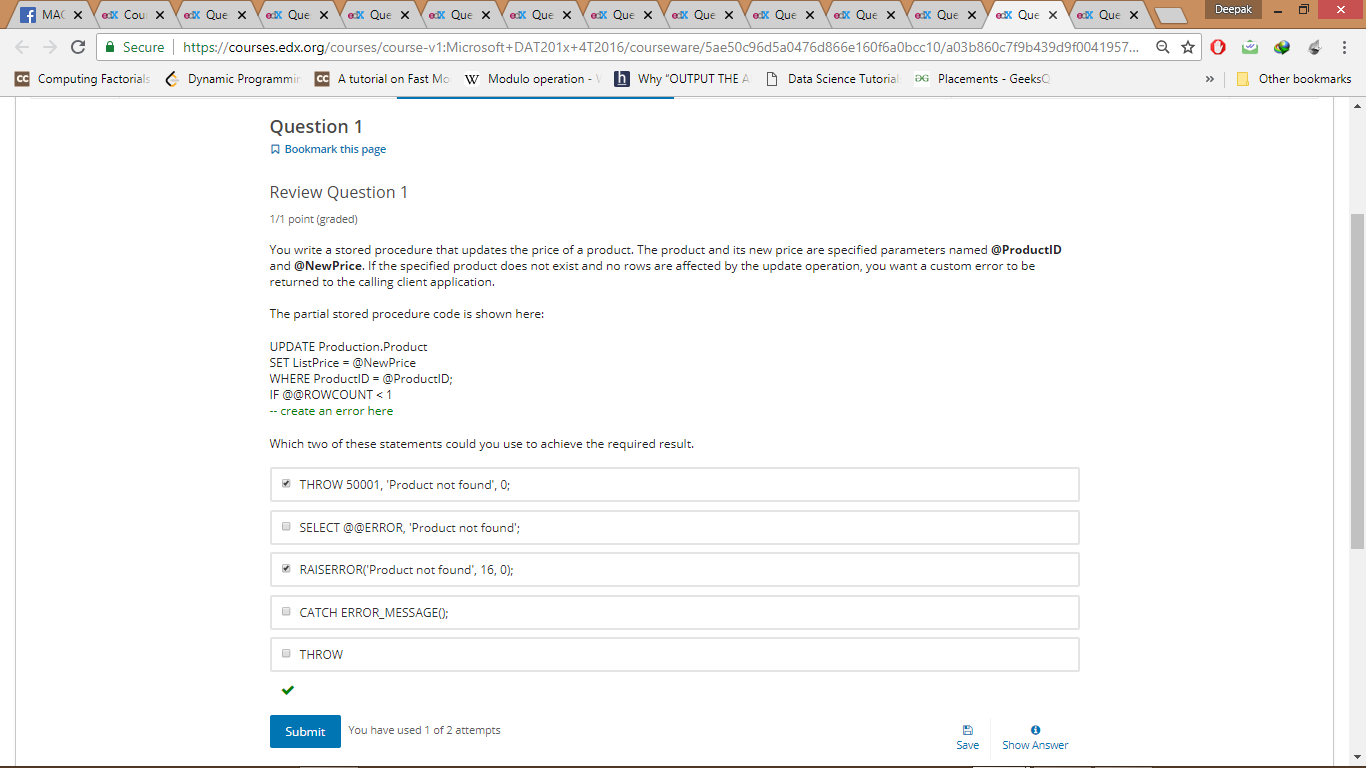 MAC Cou Que Que Que Que Que Que Que Que Que Que Que Que Deepak
Secure https://courses.edx.org/courses/course-v1:Microsoft+DAT201x+4T2016/courseware/5ae50c96d5a0476d866e160f6a0bcc10/a03b860c7f9b439d9f0041957...
Computing Factorials Dynamic Programmin A tutorial on Fast Mo Modulo operation - Why "OUTPUT THE A Data Science Tutorial Placements - GeeksG » Other bookmarks
Question 1
Bookmark this page
Review Question 1
1/1 point (graded)
You write a stored procedure that updates the price of a product. The product and its new price are specified parameters named @ProductID
and @NewPrice. If the specified product does not exist and no rows are affected by the update operation, you want a custom error to be
returned to the calling client application.
The partial stored procedure code is shown here:
UPDATE Production.Product
SET ListPrice = @NewPrice
WHERE ProductID = @ProductID;
IF @@ROWCOUNT < 1
-- create an error here
Which two of these statements could you use to achieve the required result.
THROW 50001, 'Product not found', 0;
SELECT @@ERROR, 'Product not found';
RAISERROR('Product not found', 16, 0);
CATCH ERROR_MESSAGE();
THROW
Submit You have used 1 of 2 attempts
Save Show Answer